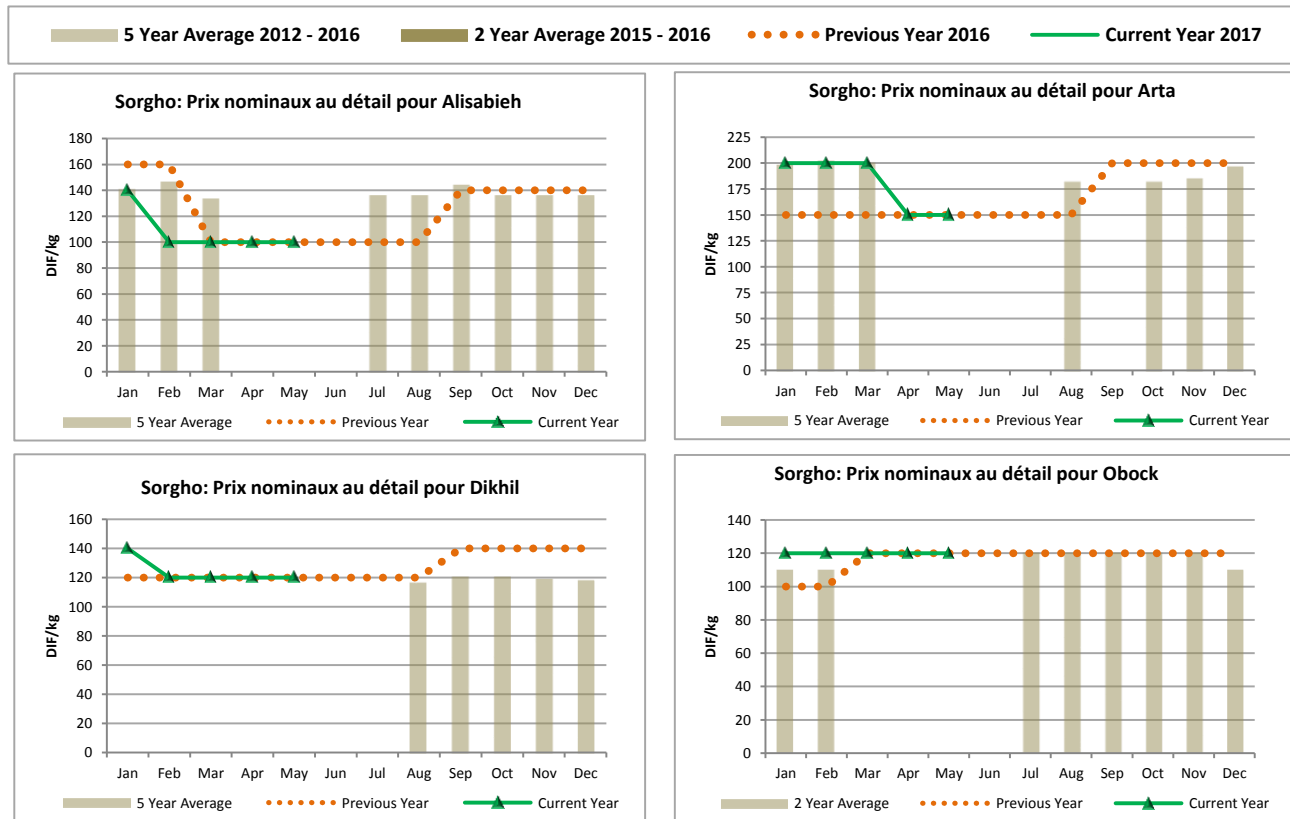 5 Year Average 2012 - 2016 2 Year Average 2015 - 2016 Previous Year 2016 Current Year 2017
Sorgho: Prix nominaux au détail pour Alisabieh
DIF/kg
180
160
140
120
100
80
60
40
20
0
Jan Feb Mar Apr May Jun Jul Aug Sep Oct Nov Dec
5 Year Average Previous Year Current Year
Sorgho: Prix nominaux au détail pour Arta
DIF/kg
225
200
175
150
125
100
75
50
25
0
Jan Feb Mar Apr May Jun Jul Aug Sep Oct Nov Dec
5 Year Average Previous Year Current Year
Sorgho: Prix nominaux au détail pour Dikhil
DIF/kg
160
140
120
100
80
60
40
20
0
Jan Feb Mar Apr May Jun Jul Aug Sep Oct Nov Dec
5 Year Average Previous Year Current Year
Sorgho: Prix nominaux au détail pour Obock
DIF/kg
140
120
100
80
60
40
20
0
Jan Feb Mar Apr May Jun Jul Aug Sep Oct Nov Dec
2 Year Average Previous Year Current Year